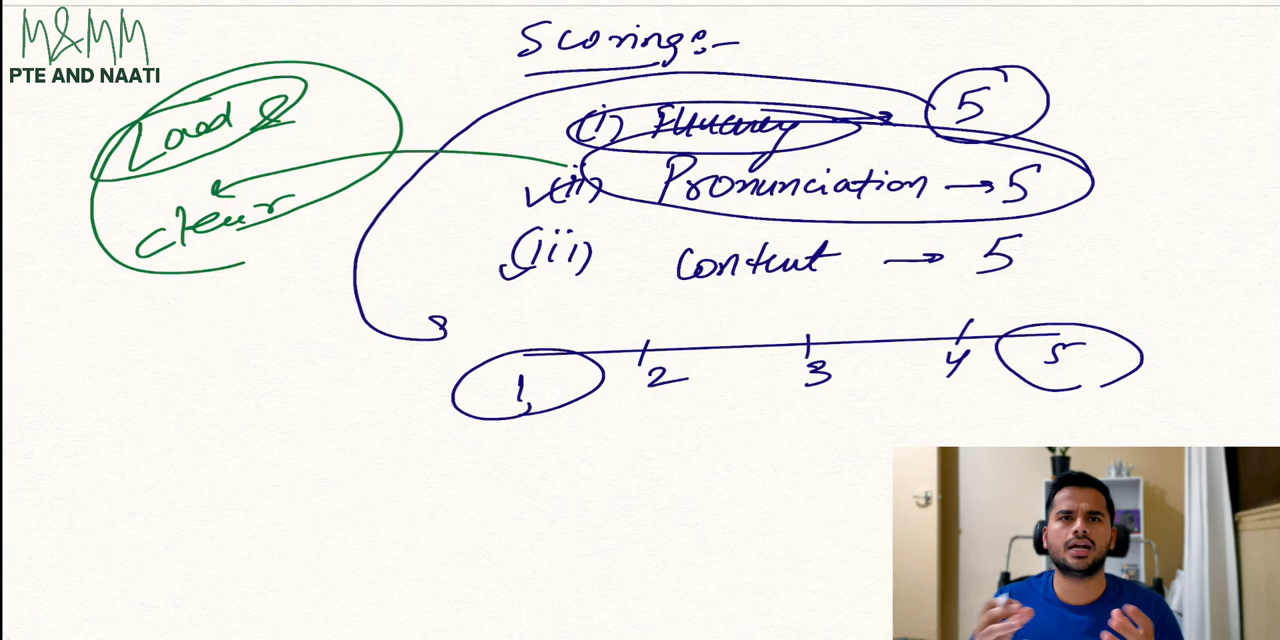 M&MM
PTE AND NAATI
Scoring:-
(i) Fluency → 5
(ii) Pronunciation → 5
(iii) Content → 5
Loud &
clear
1 2 3 4 5